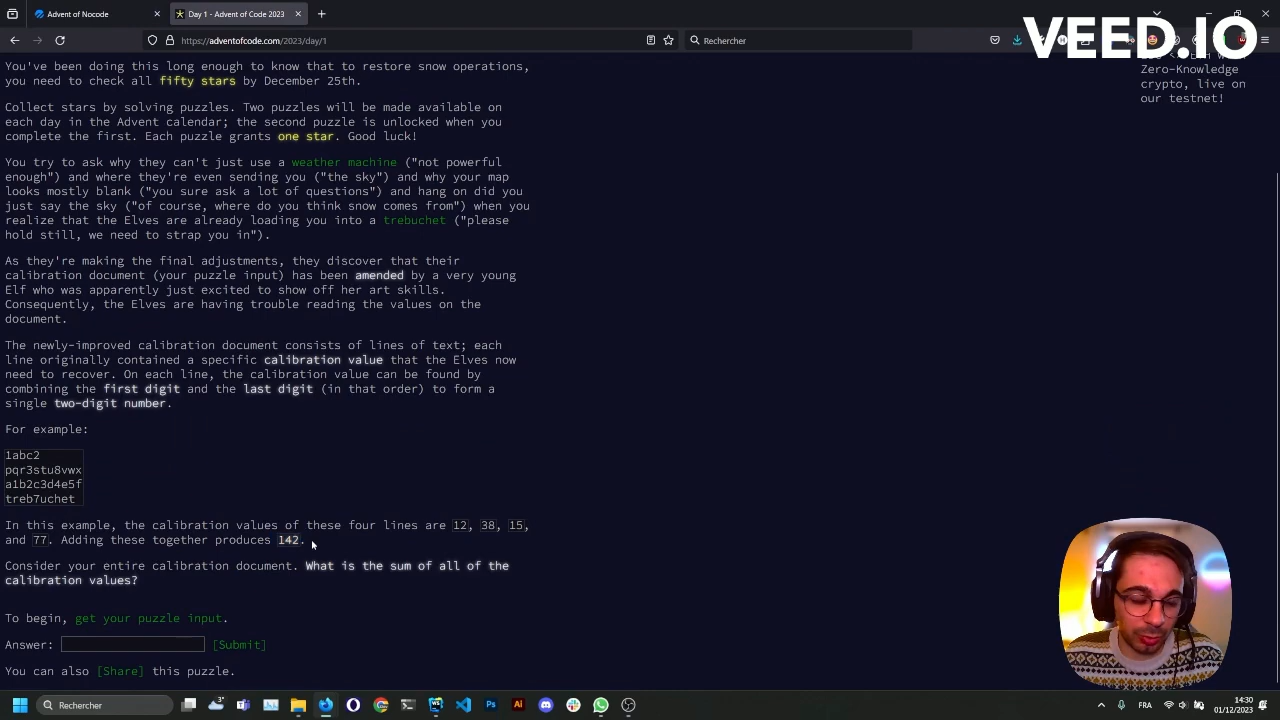 Advent of Nocode
Day 1 - Advent of Code 2023
https://adventofcode.com/2023/day/1
Rechercher
VEED.IO
Zero-Knowledge
crypto, live on
our testnet!
You've been doing this long enough to know that to restore snow operations,
you need to check all fifty stars by December 25th.
Collect stars by solving puzzles. Two puzzles will be made available on
each day in the Advent calendar; the second puzzle is unlocked when you
complete the first. Each puzzle grants one star. Good luck!
You try to ask why they can't just use a weather machine ("not powerful
enough") and where they're even sending you ("the sky") and why your map
looks mostly blank ("you sure ask a lot of questions") and hang on did you
just say the sky ("of course, where do you think snow comes from") when you
realize that the Elves are already loading you into a trebuchet ("please
hold still, we need to strap you in").
As they're making the final adjustments, they discover that their
calibration document (your puzzle input) has been amended by a very young
Elf who was apparently just excited to show off her art skills.
Consequently, the Elves are having trouble reading the values on the
document.
The newly-improved calibration document consists of lines of text; each
line originally contained a specific calibration value that the Elves now
need to recover. On each line, the calibration value can be found by
combining the first digit and the last digit (in that order) to form a
single two-digit number.
For example:
1abc2
pqr3stu8vwx
a1b2c3d4e5f
treb7uchet
In this example, the calibration values of these four lines are 12, 38, 15,
and 77. Adding these together produces 142.
Consider your entire calibration document. What is the sum of all of the
calibration values?
To begin, get your puzzle input.
Answer: [Submit]
You can also [Share] this puzzle.
Rechercher
3°
FRA
14:30
01/12/2023